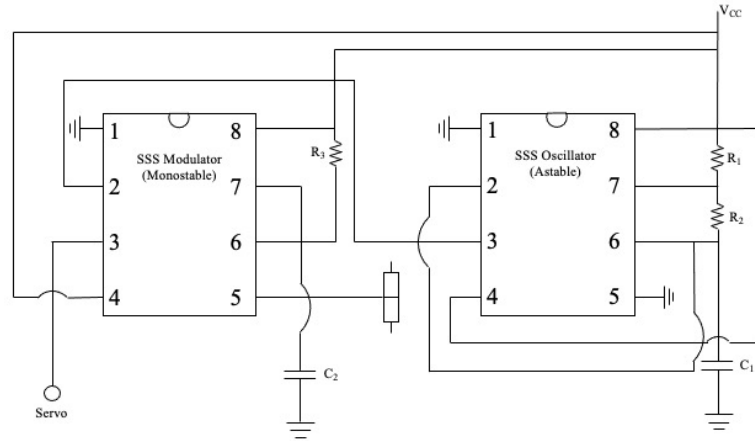 VCC
1 8
SSS Modulator
(Monostable)
R3
2 7
3 6
4 5
C2
Servo
1 8
SSS Oscillator
(Astable)
R1
2 7
R2
3 6
4 5
C1